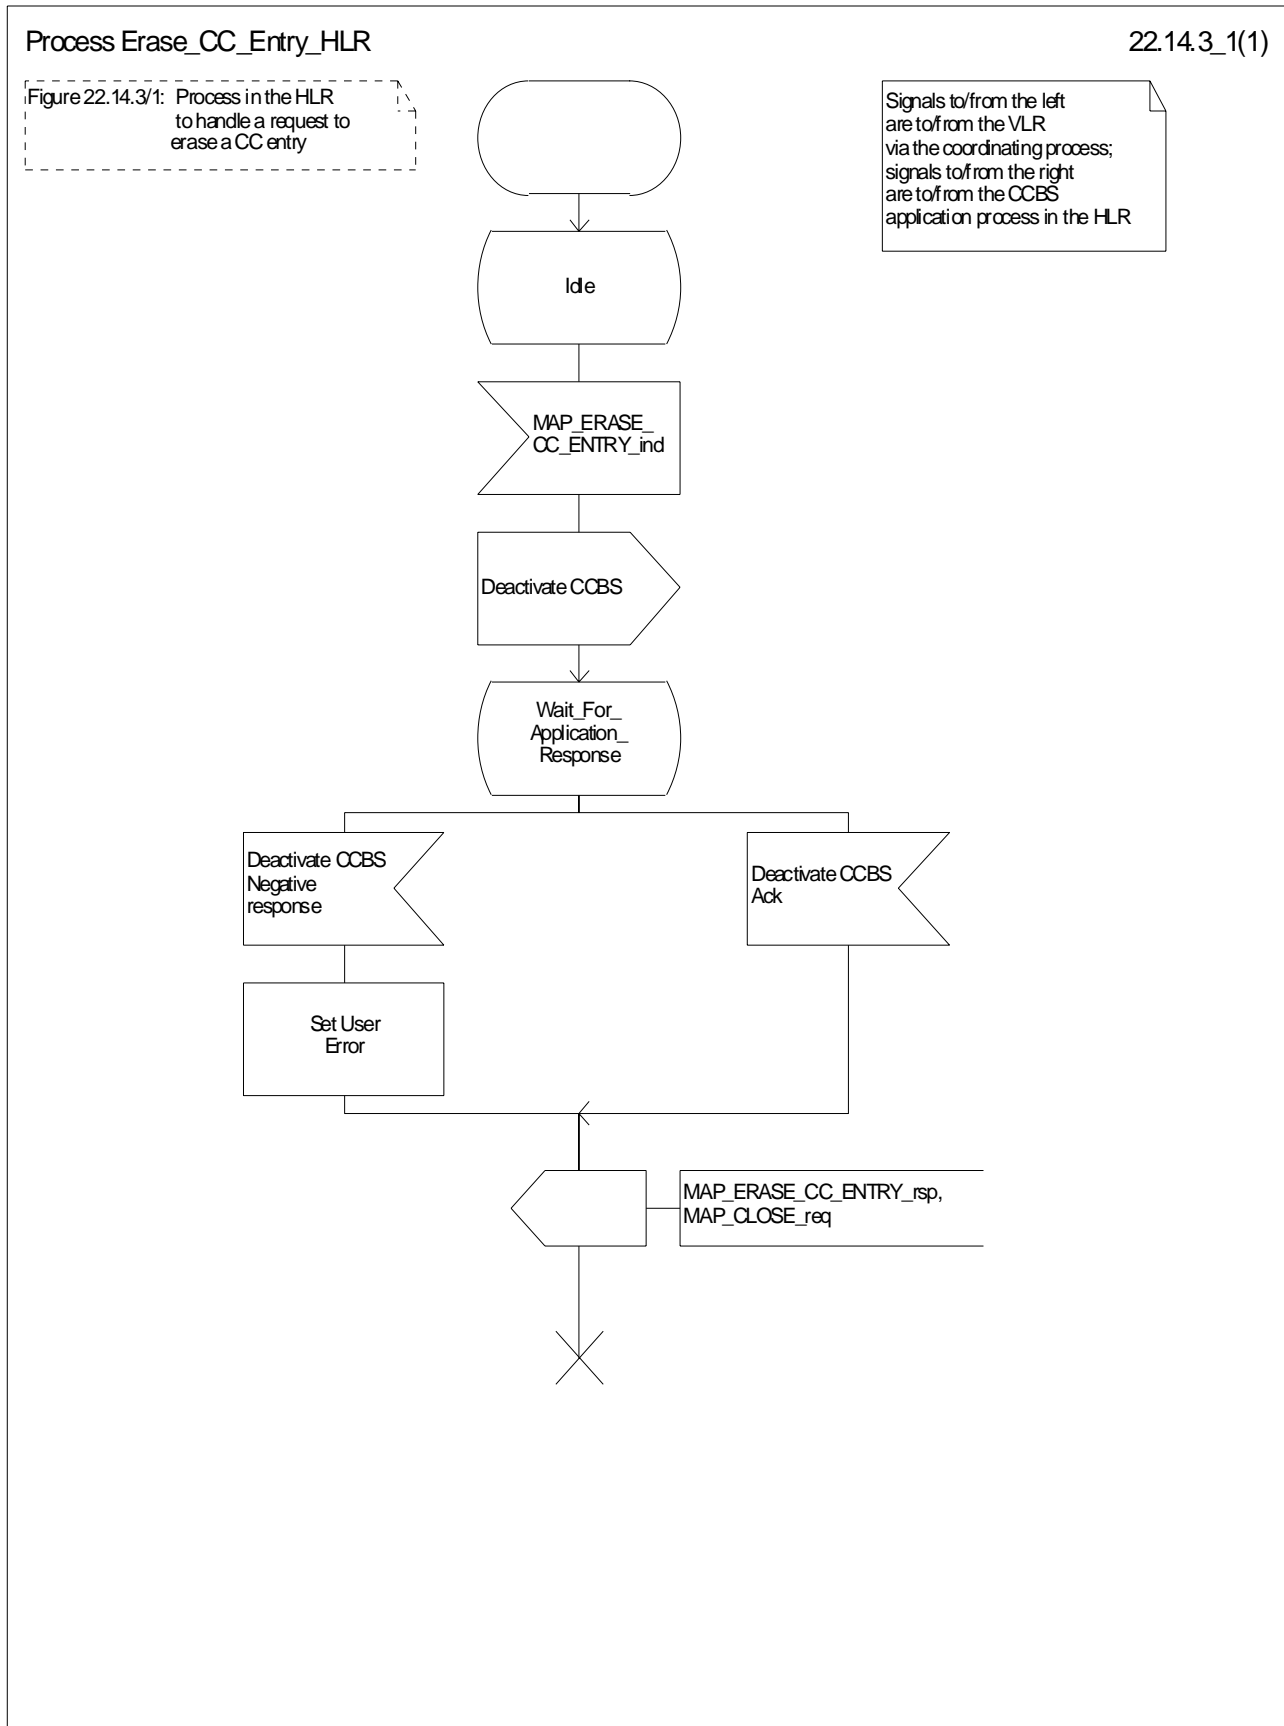 Process Erase_CC_Entry_HLR
22.14.3_1(1)
Figure 22.14.3/1: Process in the HLR
to handle a request to
erase a CC entry
Signals to/from the left
are to/from the VLR
via the coordinating process;
signals to/from the right
are to/from the CCBS
application process in the HLR
Idle
MAP_ERASE_
CC_ENTRY_ind
Deactivate CCBS
Wait_For_
Application_
Response
Deactivate CCBS
Negative
response
Deactivate CCBS
Ack
Set User
Error
MAP_ERASE_CC_ENTRY_rsp,
MAP_CLOSE_req